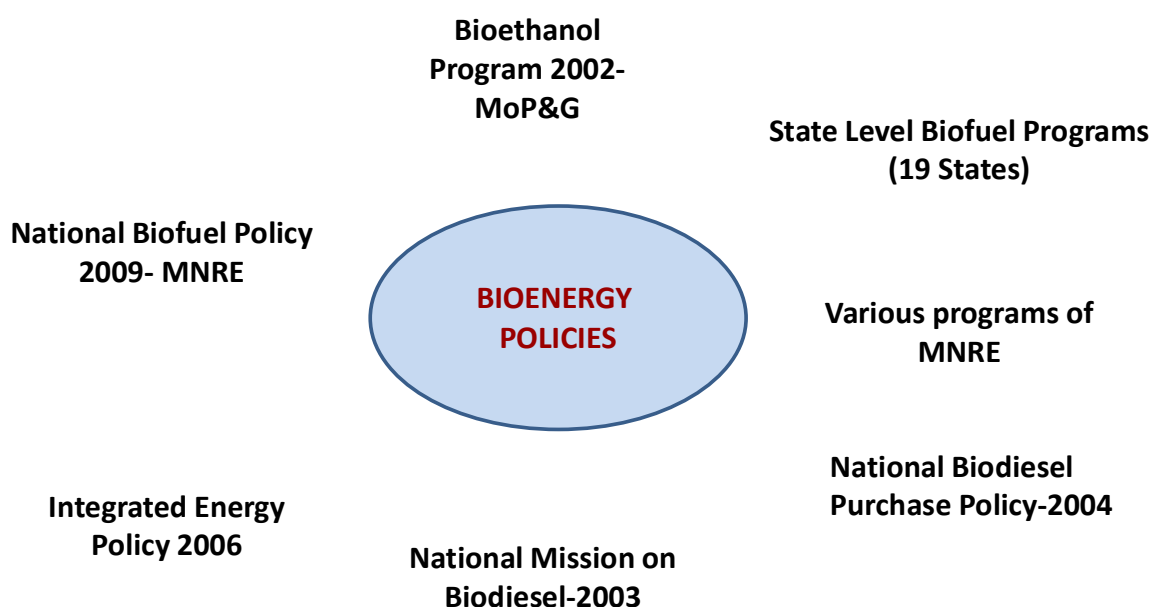 Bioethanol
Program 2002-
MoP&G
State Level Biofuel Programs
(19 States)
National Biofuel Policy
2009- MNRE
BIOENERGY
POLICIES
Various programs of
MNRE
National Biodiesel
Purchase Policy-2004
Integrated Energy
Policy 2006
National Mission on
Biodiesel-2003